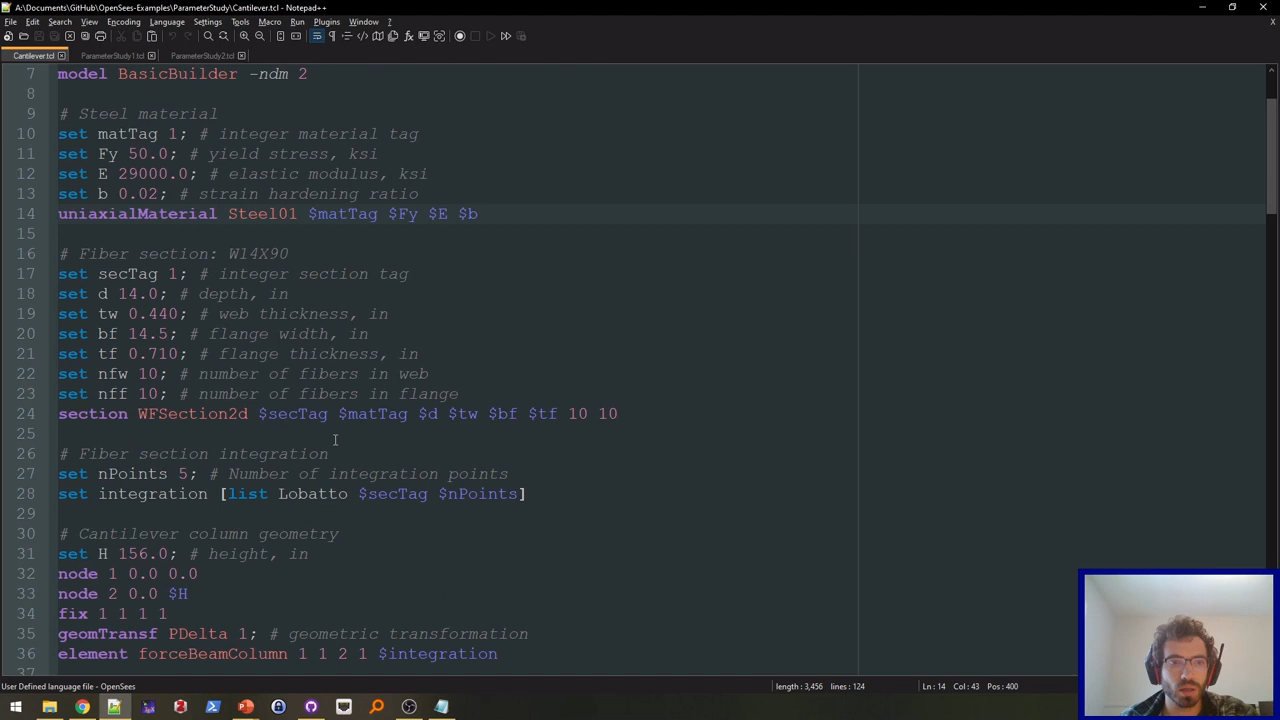 A:\Documents\GitHub\OpenSees-Examples\ParameterStudy\Cantilever.tcl - Notepad++
File Edit Search View Encoding Language Settings Tools Macro Run Plugins Window ?
Cantilever.tcl ParameterStudy1.tcl ParameterStudy2.tcl
7 model BasicBuilder -ndm 2
8
9 # Steel material
10 set matTag 1; # integer material tag
11 set Fy 50.0; # yield stress, ksi
12 set E 29000.0; # elastic modulus, ksi
13 set b 0.02; # strain hardening ratio
14 uniaxialMaterial Steel01 $matTag $Fy $E $b
15
16 # Fiber section: W14X90
17 set secTag 1; # integer section tag
18 set d 14.0; # depth, in
19 set tw 0.440; # web thickness, in
20 set bf 14.5; # flange width, in
21 set tf 0.710; # flange thickness, in
22 set nfw 10; # number of fibers in web
23 set nff 10; # number of fibers in flange
24 section WFSection2d $secTag $matTag $d $tw $bf $tf 10 10
25
26 # Fiber section integration
27 set nPoints 5; # Number of integration points
28 set integration [list Lobatto $secTag $nPoints]
29
30 # Cantilever column geometry
31 set H 156.0; # height, in
32 node 1 0.0 0.0
33 node 2 0.0 $H
34 fix 1 1 1 1
35 geomTransf PDelta 1; # geometric transformation
36 element forceBeamColumn 1 1 2 1 $integration
User Defined language file - OpenSees length : 3,456 lines : 124 Ln : 14 Col : 43 Pos : 400